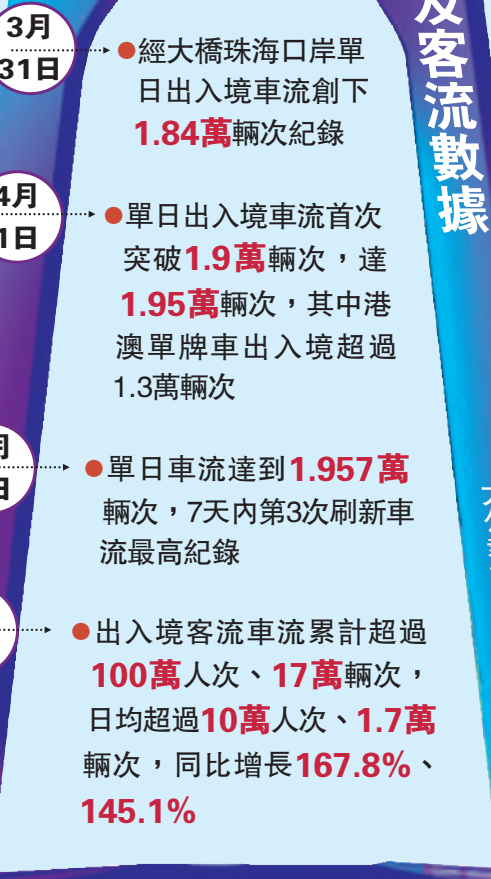 及客流數據
3月
31日
●經大橋珠海口岸單
日出入境車流創下
1.84萬輛次紀錄
4月
1日
●單日出入境車流首次
突破1.9萬輛次，達
1.95萬輛次，其中港
澳單牌車出入境超過
1.3萬輛次
月
日
●單日車流達到1.957萬
輛次，7天內第3次刷新車
流最高紀錄
●出入境客流車流累計超過
100萬人次、17萬輛次，
日均超過10萬人次、1.7萬
輛次，同比增長167.8%、
145.1%